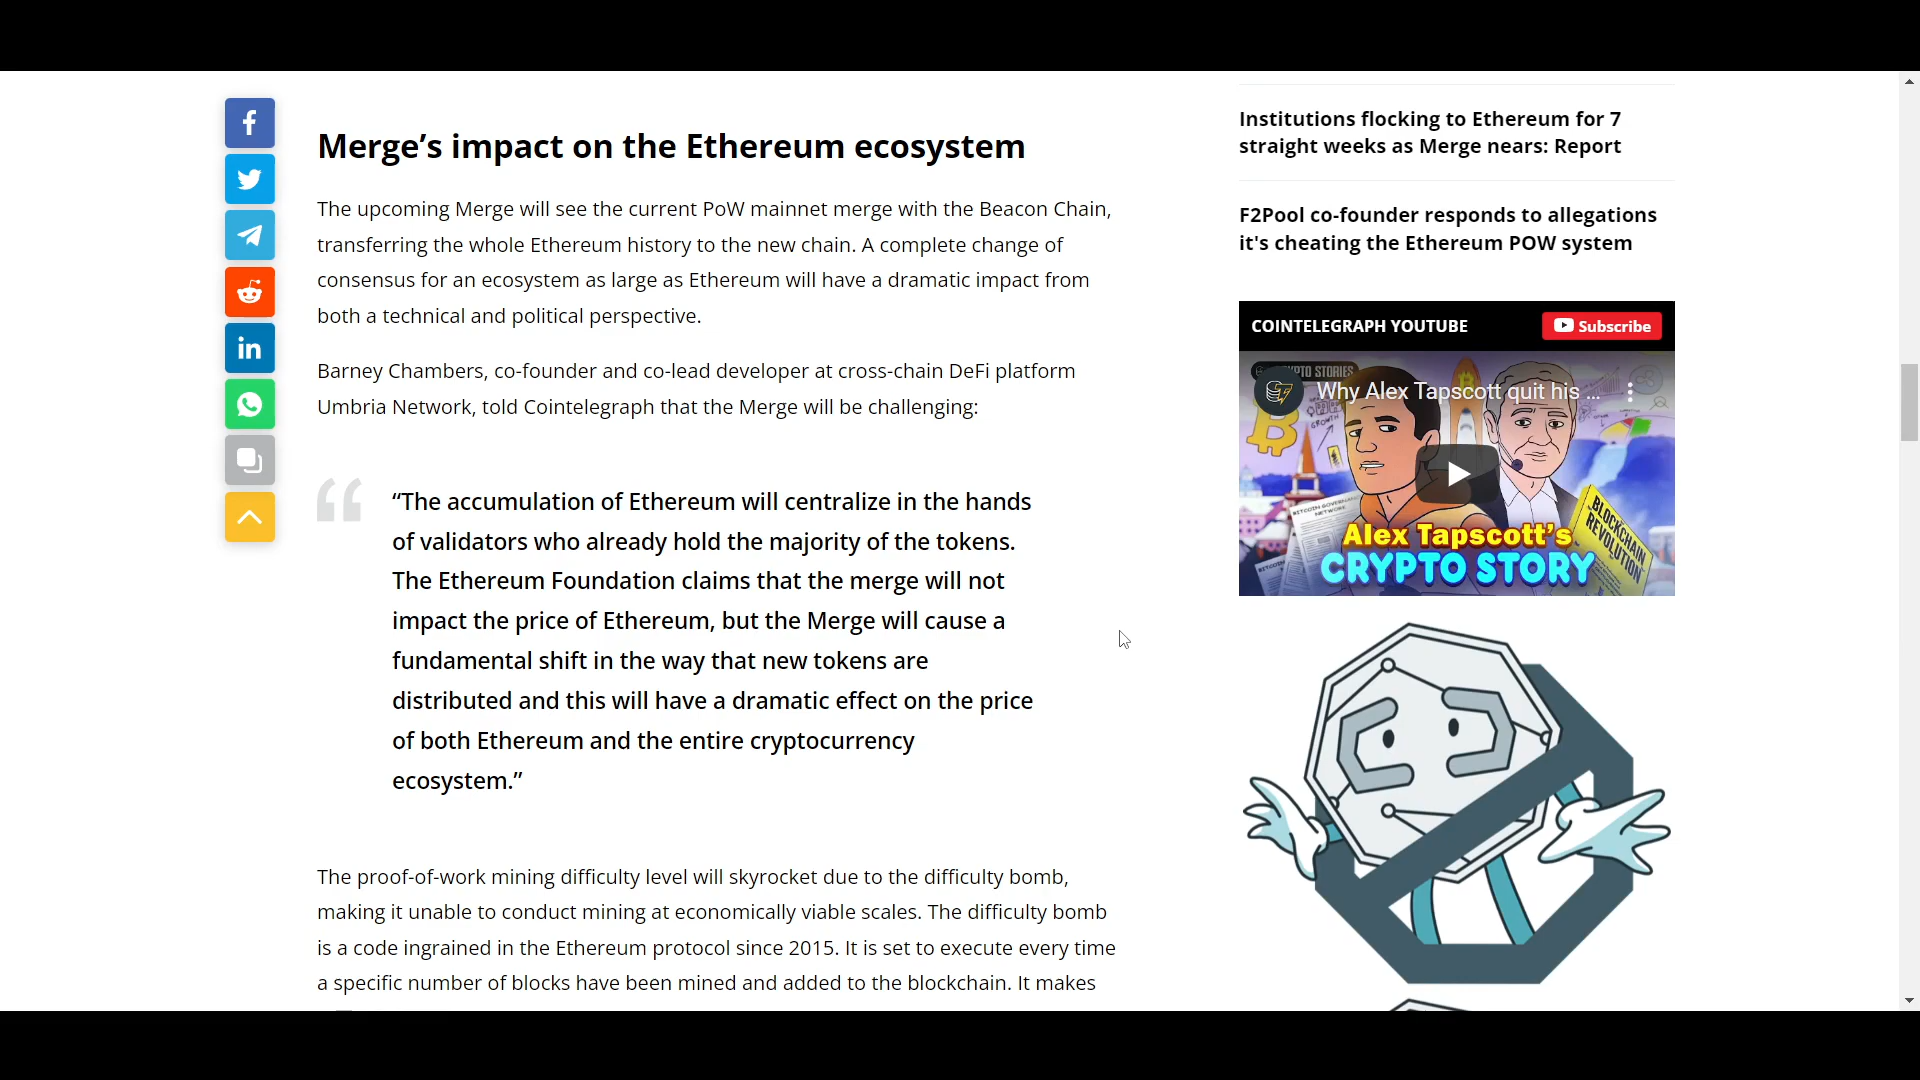 Merge’s impact on the Ethereum ecosystem
The upcoming Merge will see the current PoW mainnet merge with the Beacon Chain,
transferring the whole Ethereum history to the new chain. A complete change of
consensus for an ecosystem as large as Ethereum will have a dramatic impact from
both a technical and political perspective.
Barney Chambers, co-founder and co-lead developer at cross-chain DeFi platform
Umbria Network, told Cointelegraph that the Merge will be challenging:
“The accumulation of Ethereum will centralize in the hands
of validators who already hold the majority of the tokens.
The Ethereum Foundation claims that the merge will not
impact the price of Ethereum, but the Merge will cause a
fundamental shift in the way that new tokens are
distributed and this will have a dramatic effect on the price
of both Ethereum and the entire cryptocurrency
ecosystem.”
The proof-of-work mining difficulty level will skyrocket due to the difficulty bomb,
making it unable to conduct mining at economically viable scales. The difficulty bomb
is a code ingrained in the Ethereum protocol since 2015. It is set to execute every time
a specific number of blocks have been mined and added to the blockchain. It makes
Institutions flocking to Ethereum for 7
straight weeks as Merge nears: Report
F2Pool co-founder responds to allegations
it's cheating the Ethereum POW system
COINTELEGRAPH YOUTUBE
Subscribe
Why Alex Tapscott quit his ...
GROWTH
BITCOIN GOVERNANCE
NETWORK
BLOCKCHAIN
REVOLUTION
Alex Tapscott's
CRYPTO STORY